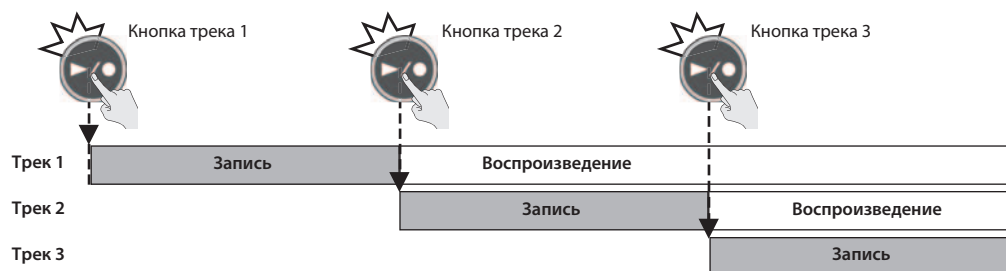 Кнопка трека 1 Кнопка трека 2 Кнопка трека 3
Трек 1 Запись Воспроизведение
Трек 2 Запись Воспроизведение
Трек 3 Запись